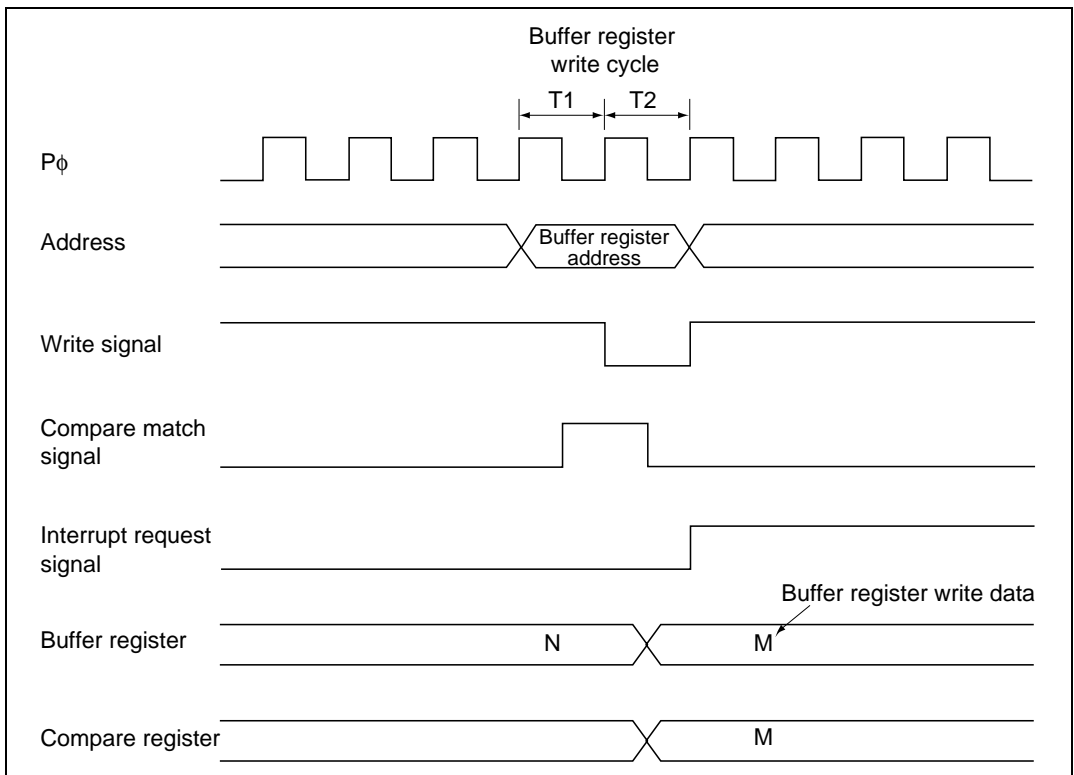 Buffer register
write cycle
T1 T2
Pϕ
Address
Buffer register
address
Write signal
Compare match
signal
Interrupt request
signal
Buffer register write data
Buffer register N M
Compare register M